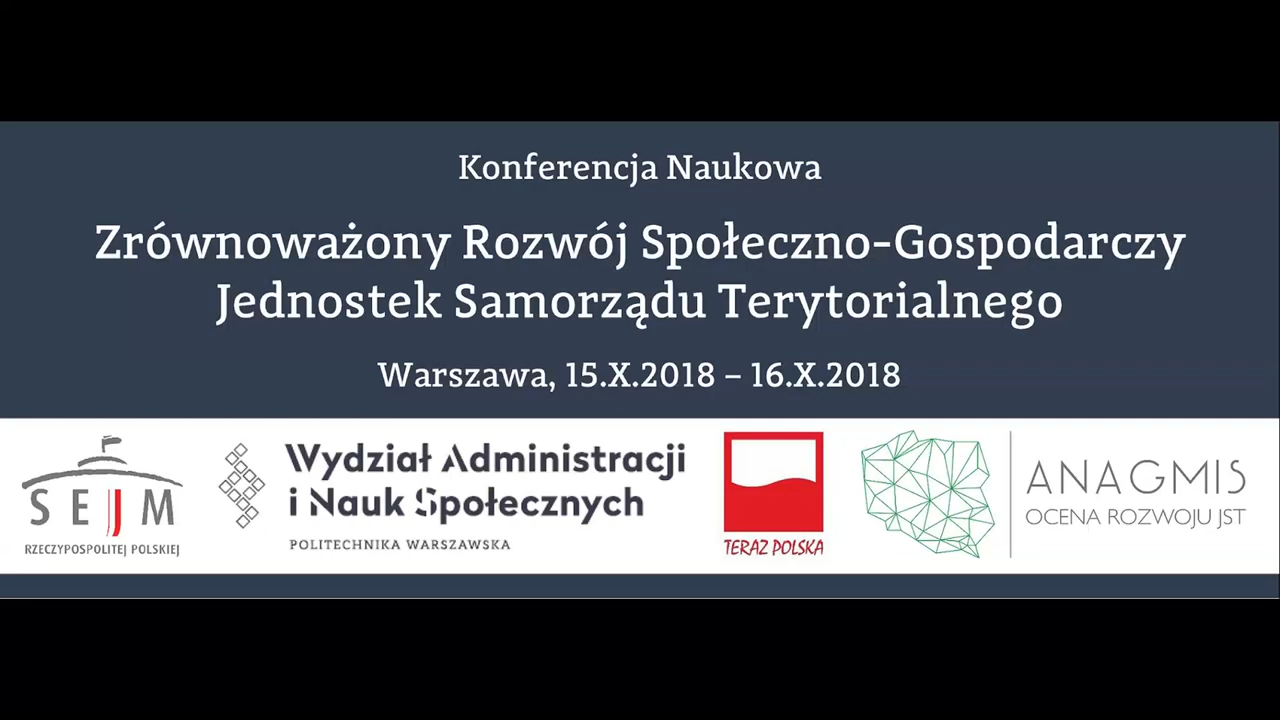 Konferencja Naukowa
Zrównoważony Rozwój Społeczno-Gospodarczy
Jednostek Samorządu Terytorialnego
Warszawa, 15.X.2018 – 16.X.2018
SEJM
RZECZYPOSPOLITEJ POLSKIEJ
Wydział Administracji
i Nauk Społecznych
POLITECHNIKA WARSZAWSKA
TERAZ POLSKA
ANAGMIS
OCENA ROZWOJU JST